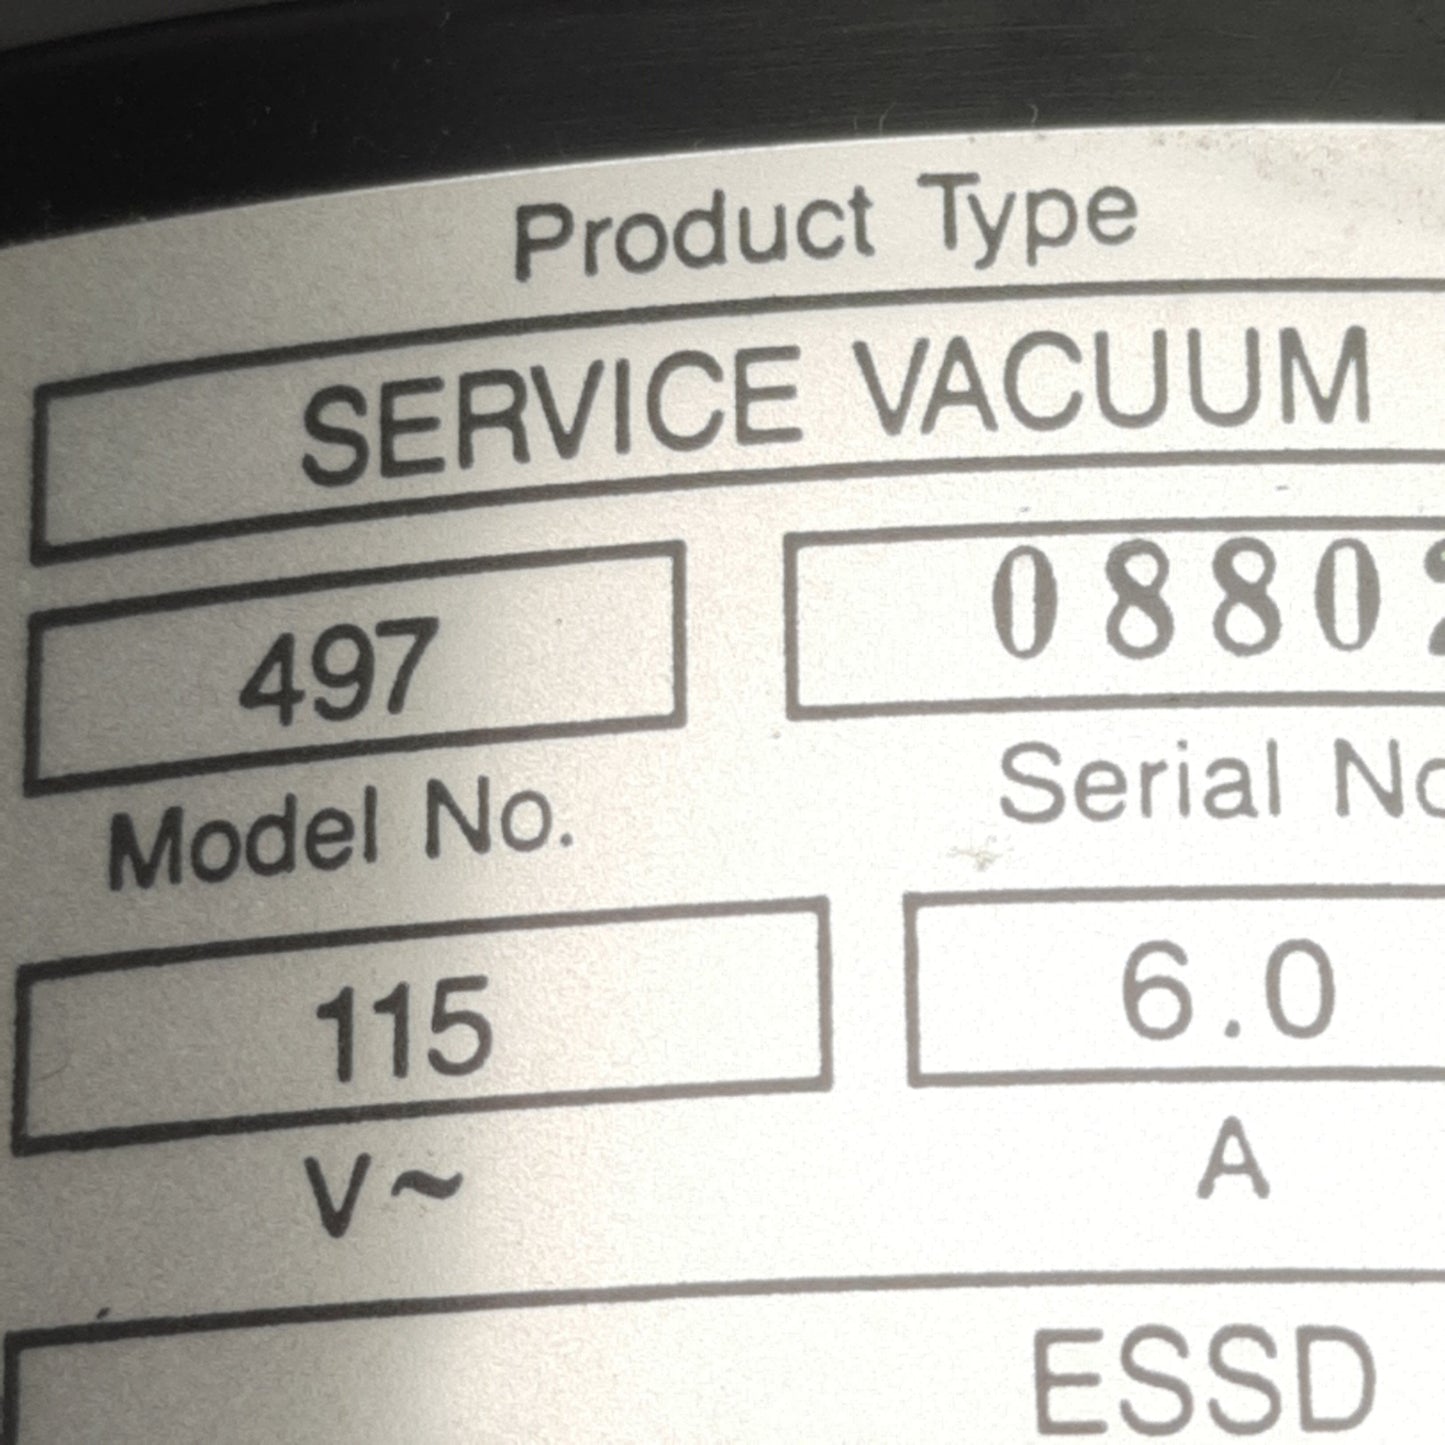 Product Type
SERVICE VACUUM
497 0880
Model No. Serial No
115 6.0
V~ A
ESSD